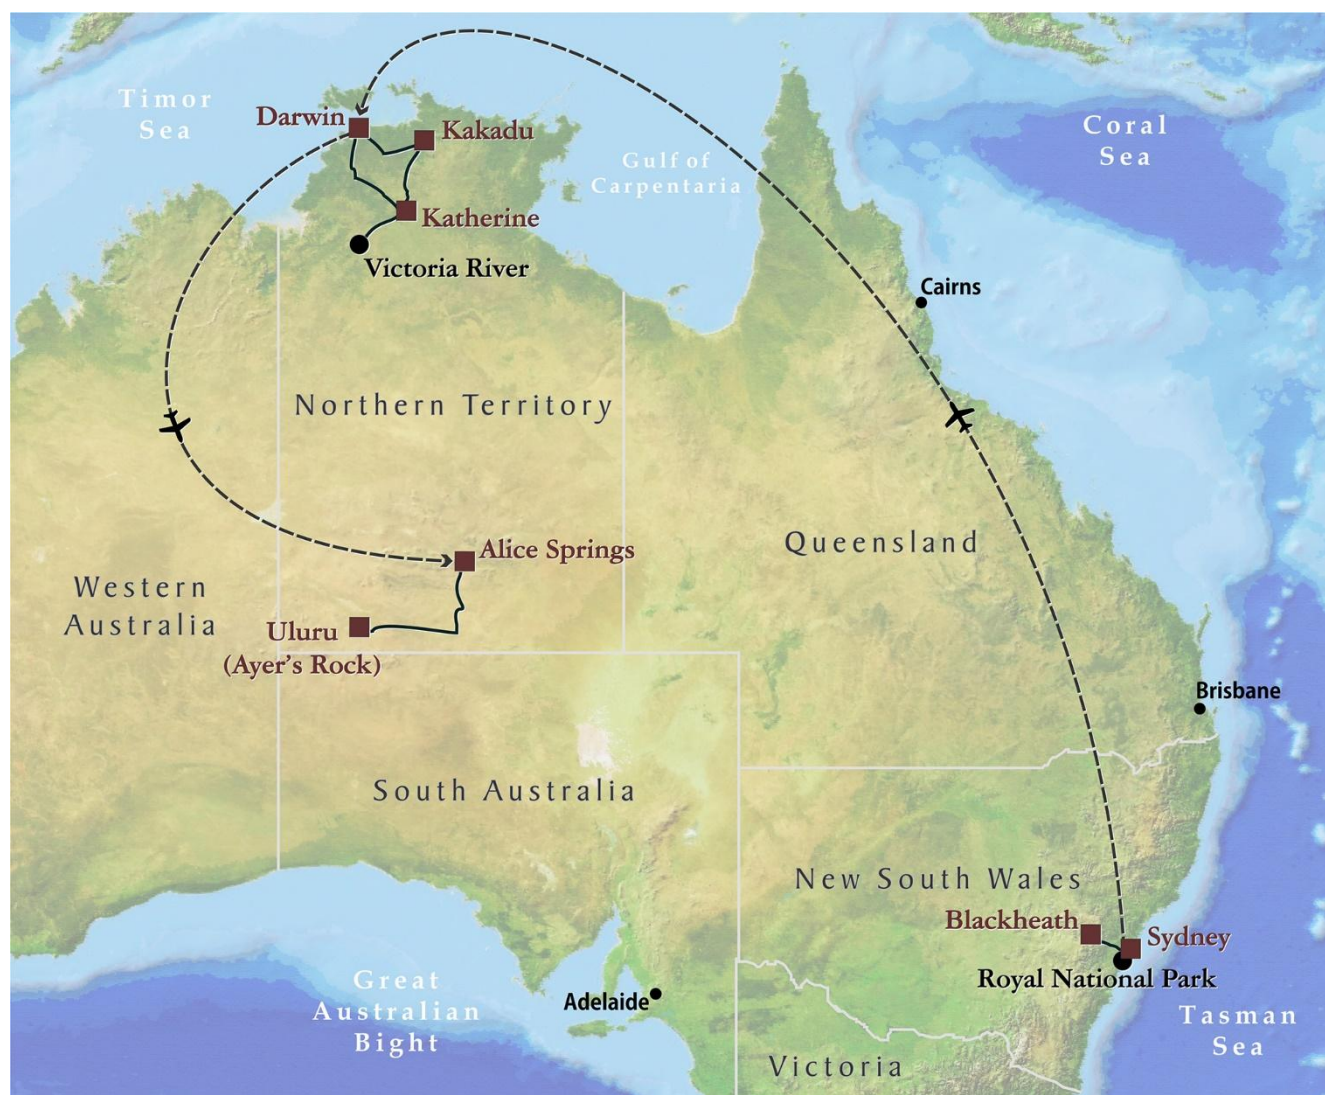 Timor
Sea
Darwin
Kakadu
Coral
Sea
Gulf of
Carpentaria
Katherine
Victoria River
Cairns
Northern Territory
Queensland
Alice Springs
Western
Australia
Uluru
(Ayer's Rock)
Brisbane
South Australia
New South Wales
Blackheath
Sydney
Royal National Park
Great
Australian
Bight
Adelaide
Tasman
Sea
Victoria